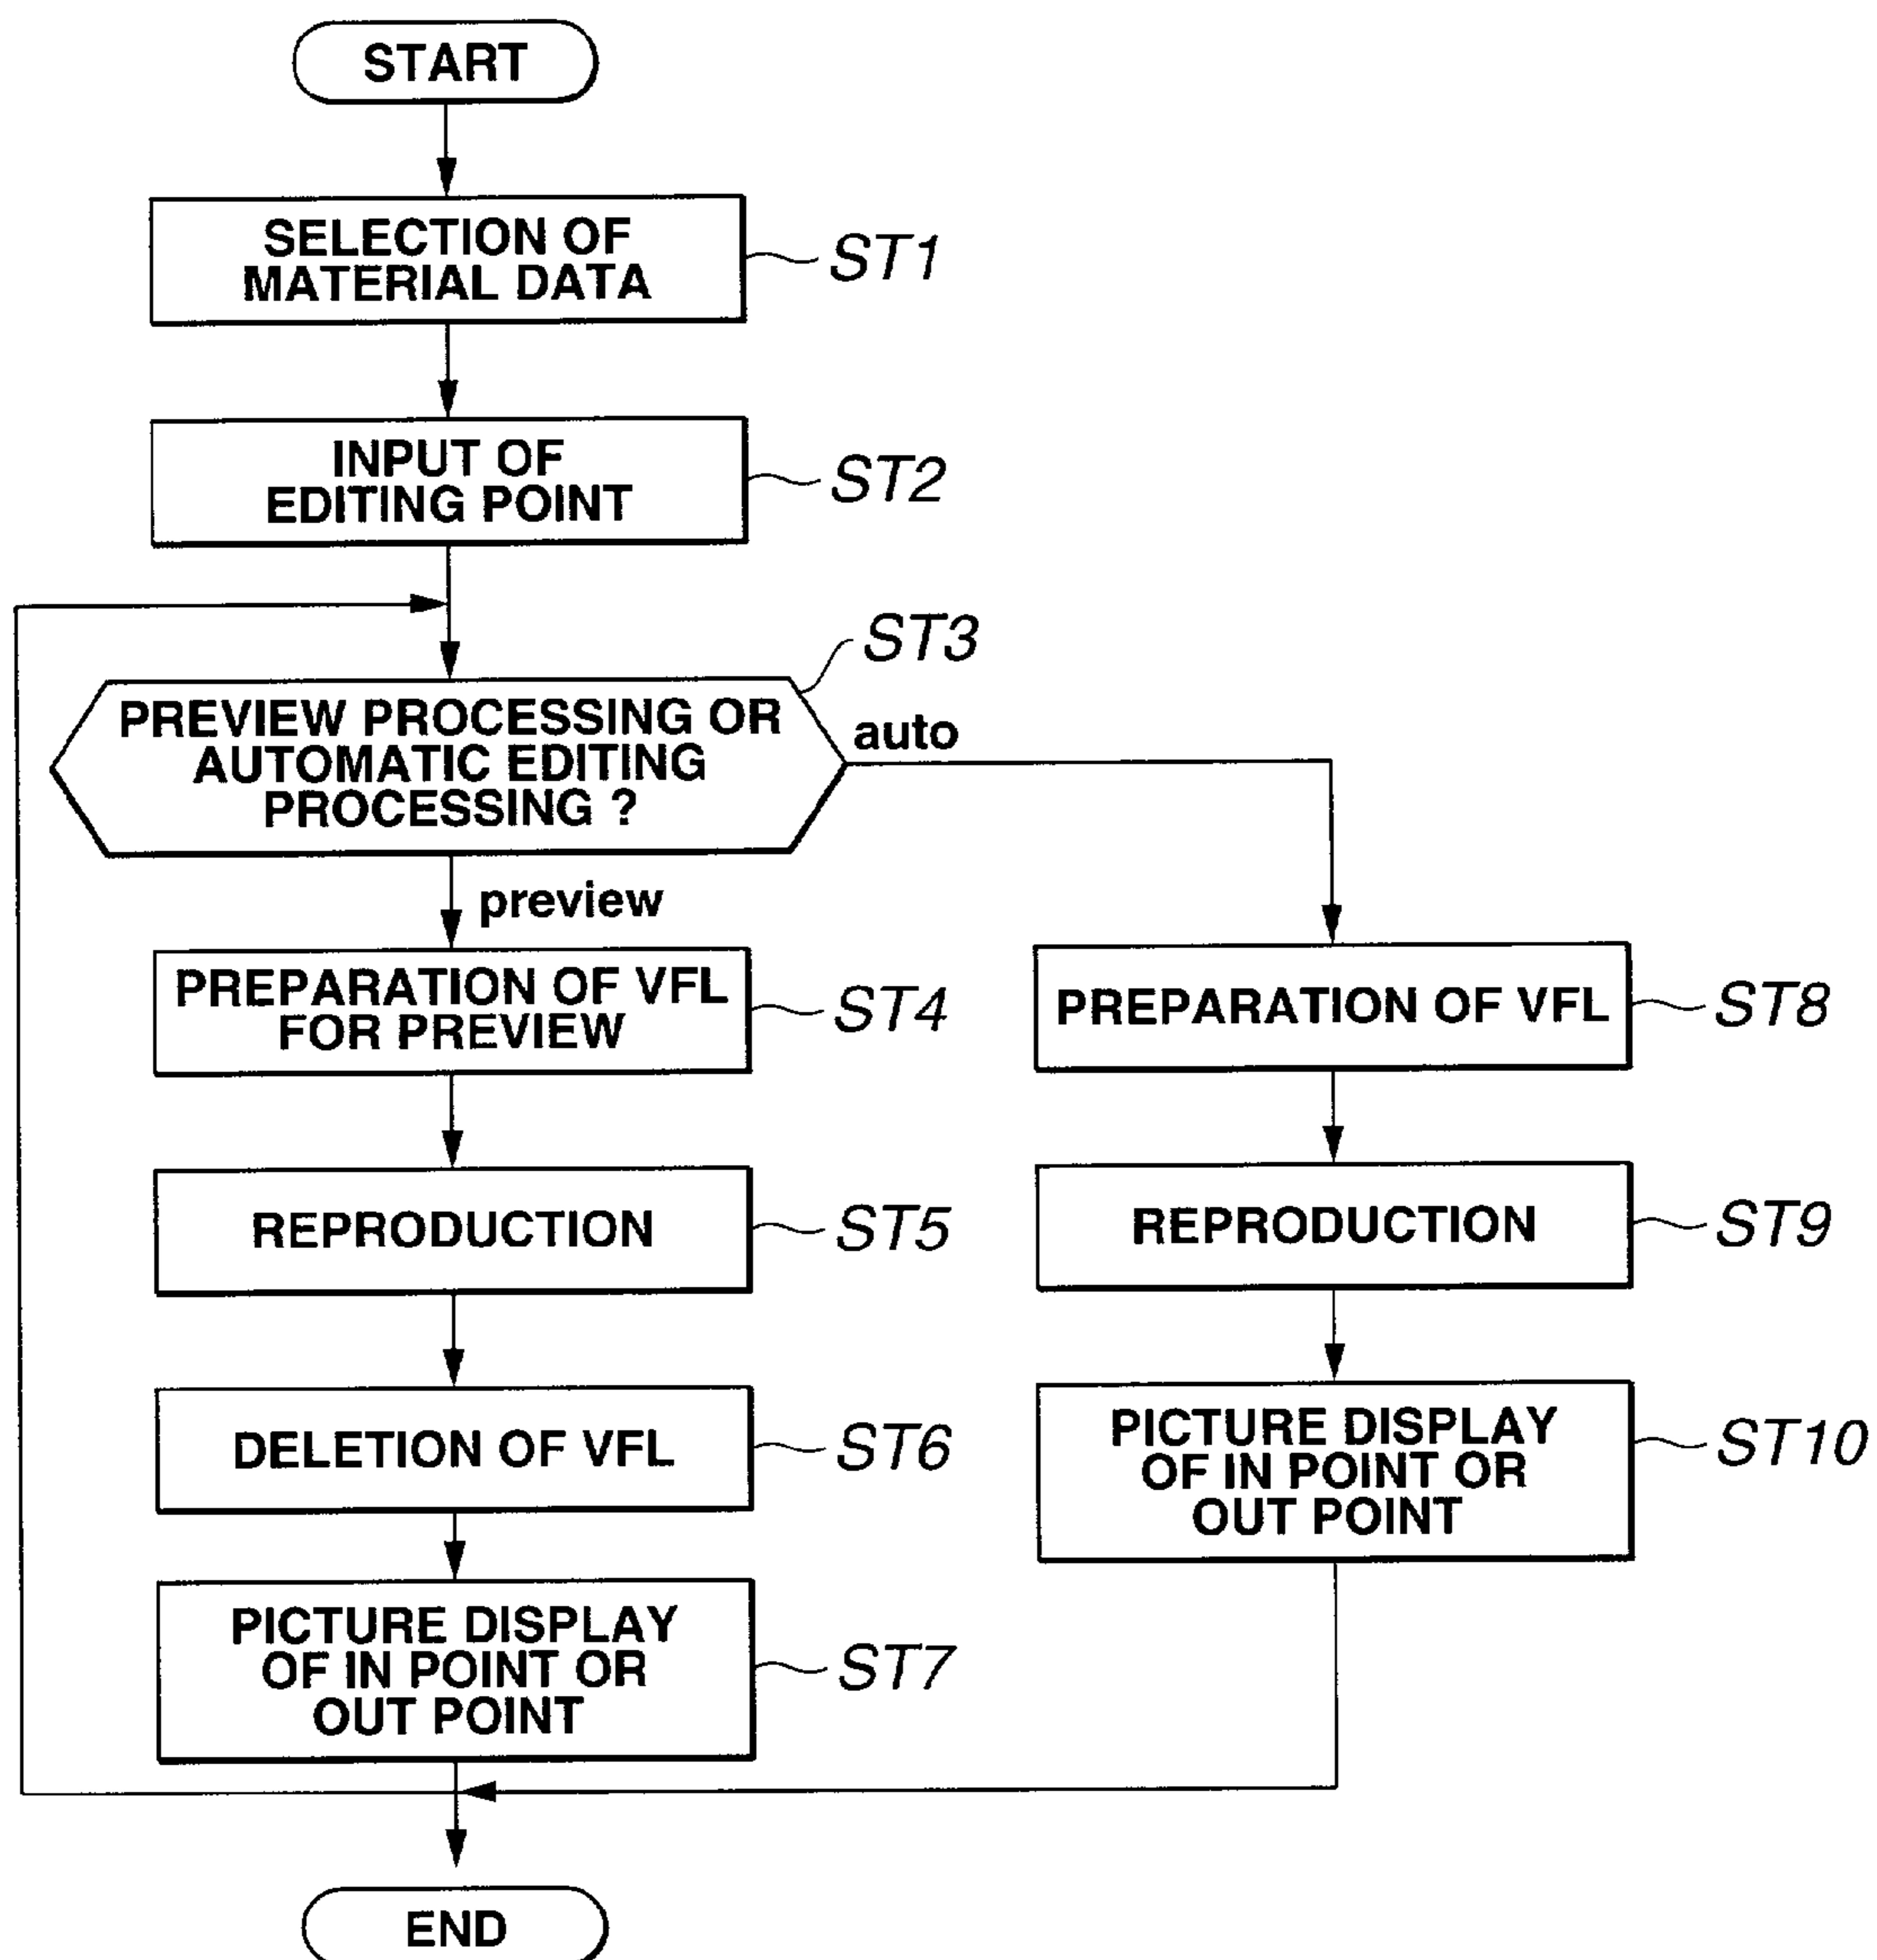 START
SELECTION OF
MATERIAL DATA
ST1
INPUT OF
EDITING POINT
ST2
ST3
PREVIEW PROCESSING OR
AUTOMATIC EDITING
PROCESSING ?
auto
preview
PREPARATION OF VFL
FOR PREVIEW
ST4
REPRODUCTION
ST5
DELETION OF VFL
ST6
PICTURE DISPLAY
OF IN POINT OR
OUT POINT
ST7
PREPARATION OF VFL
ST8
REPRODUCTION
ST9
PICTURE DISPLAY
OF IN POINT OR
OUT POINT
ST10
END